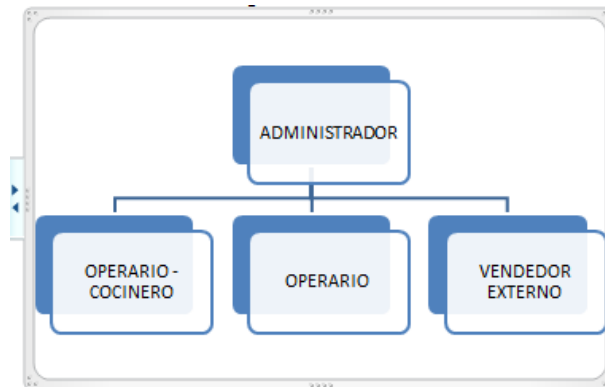 ADMINISTRADOR
OPERARIO -
COCINERO
OPERARIO
VENDEDOR
EXTERNO